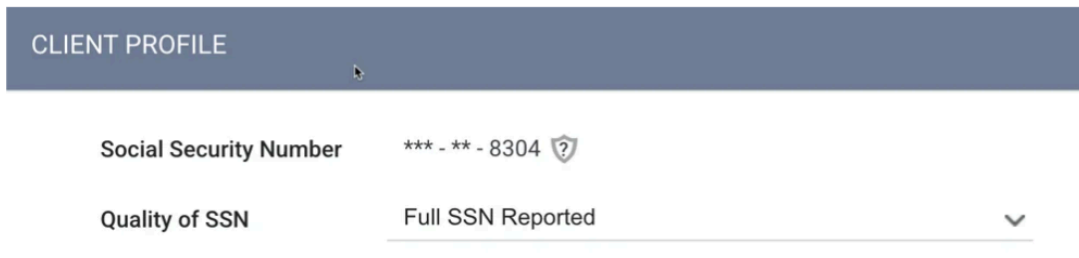 CLIENT PROFILE
Social Security Number *** - ** - 8304 ?
Quality of SSN Full SSN Reported